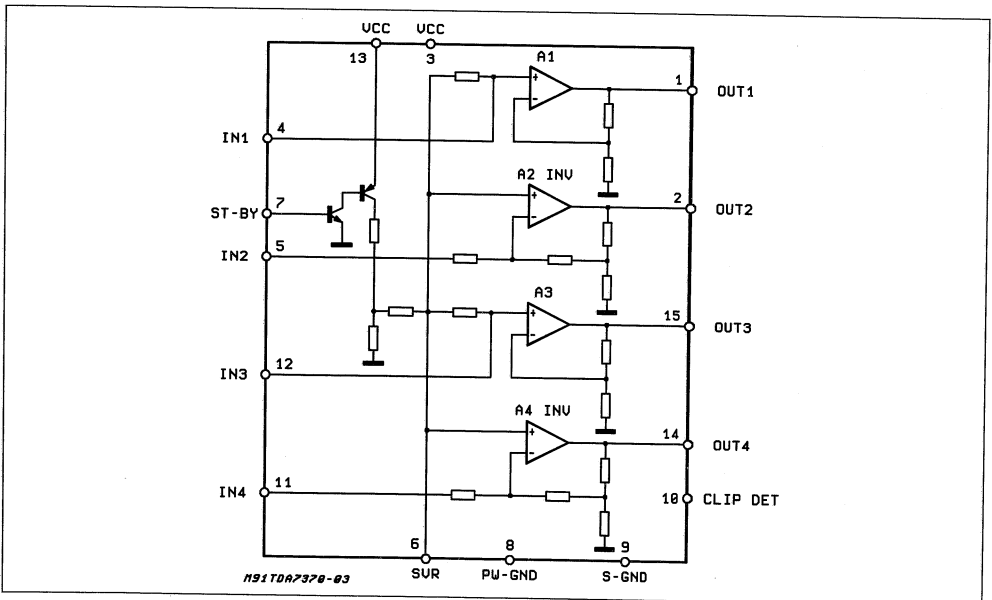 VCC VCC
13 3
A1
+
-
1 OUT1
IN1 4
A2 INV
+
-
2 OUT2
ST-BY 7
IN2 5
A3
+
-
15 OUT3
IN3 12
A4 INV
+
-
14 OUT4
IN4 11
10 CLIP DET
6 8 9
SVR PW-GND S-GND
M91TDA7370-03